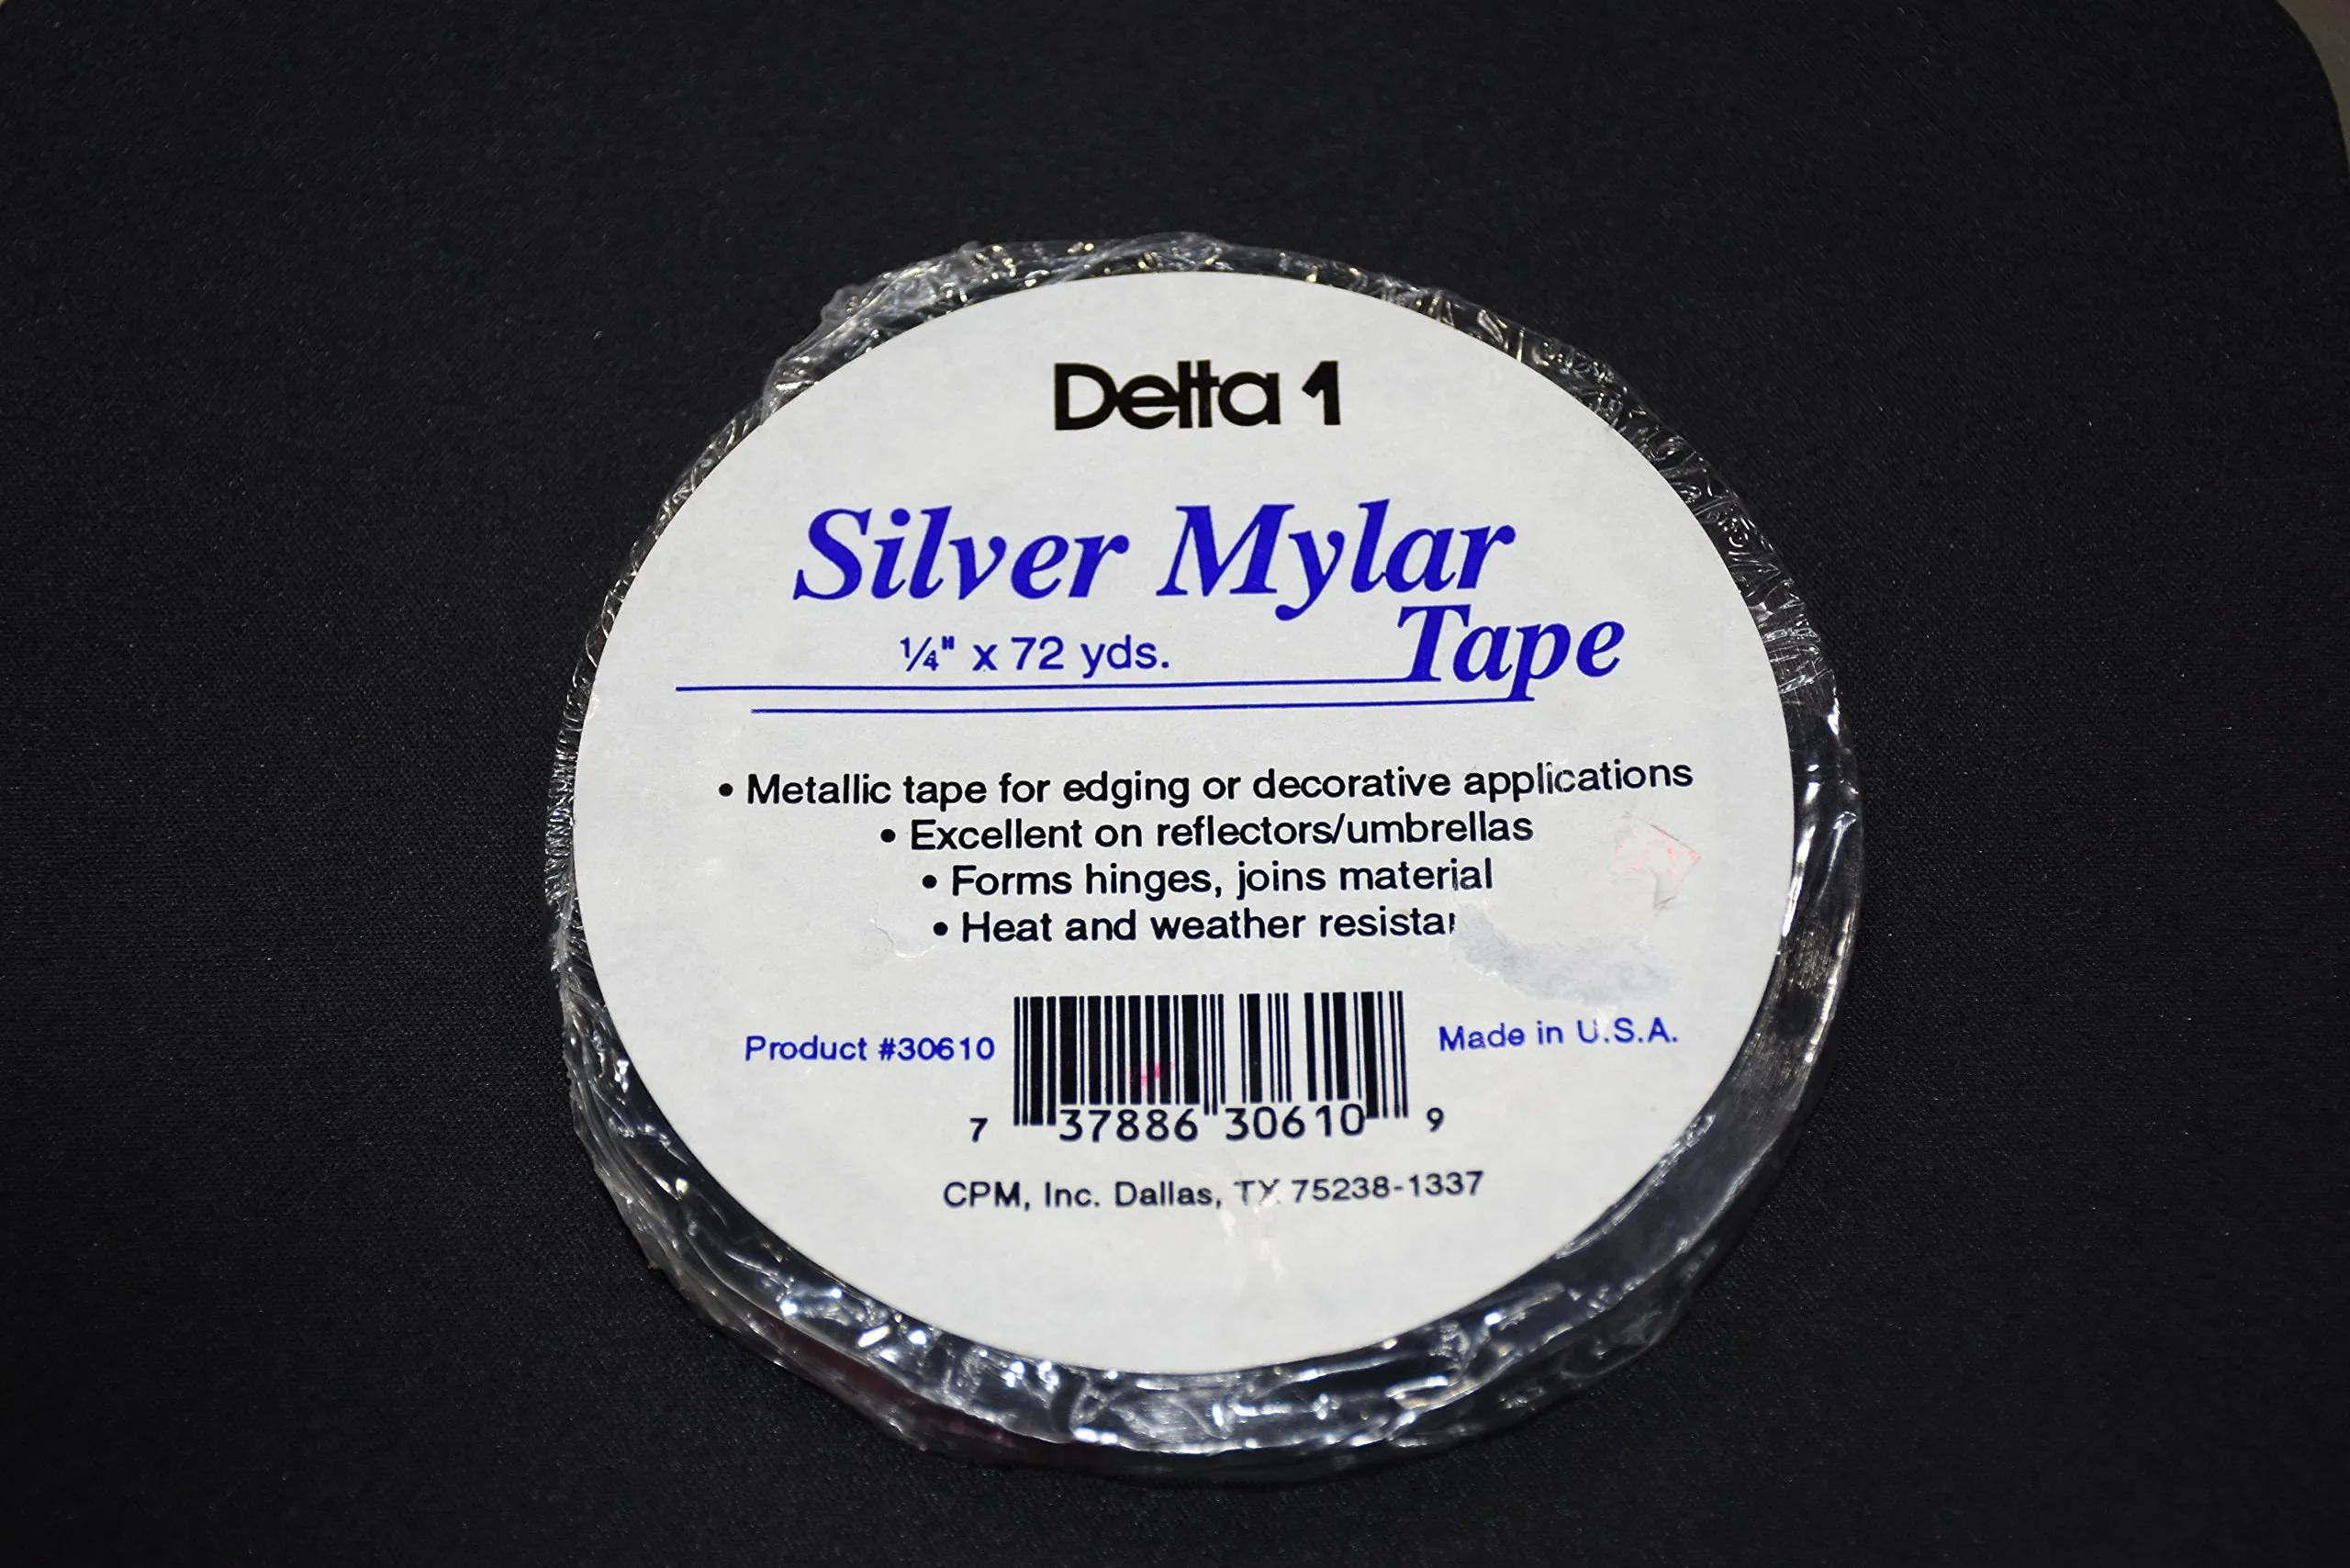 Delta 1
Silver Mylar
Tape
¼" x 72 yds.
• Metallic tape for edging or decorative applications
• Excellent on reflectors/umbrellas
• Forms hinges, joins material
• Heat and weather resista
Product #30610
Made in U.S.A.
7 37886 30610 9
CPM, Inc. Dallas, TX 75238-1337